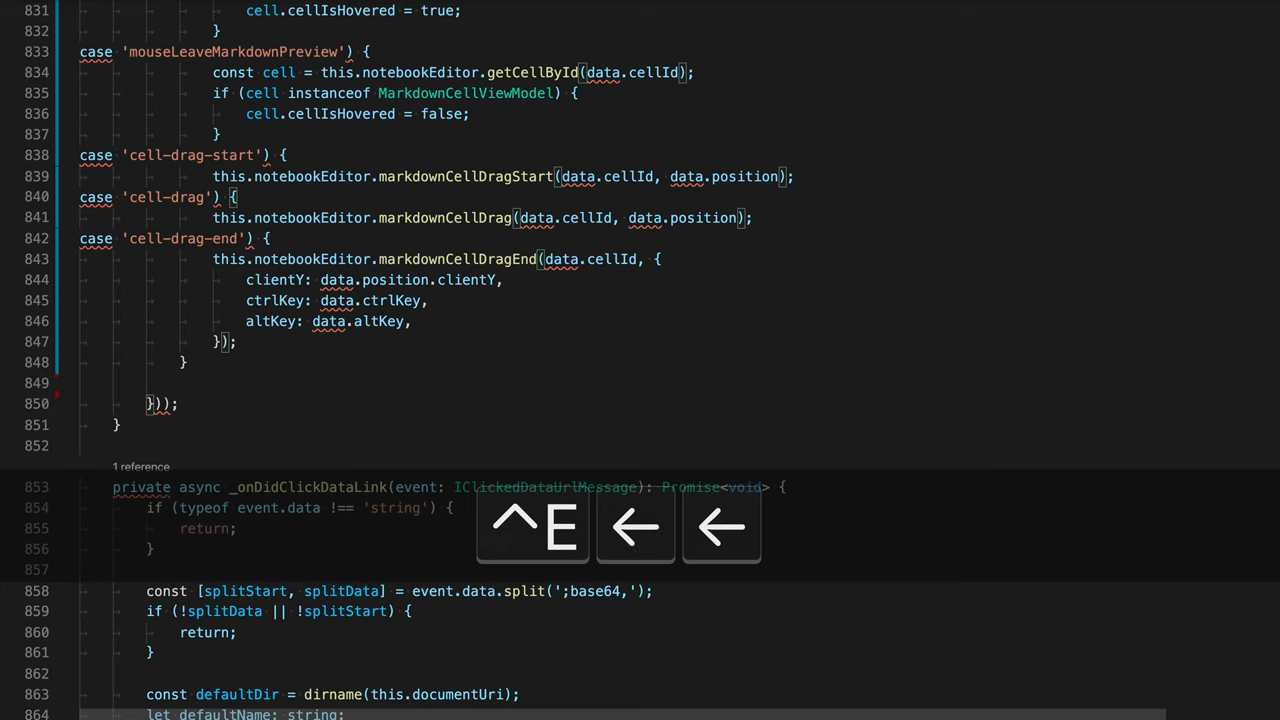 831 cell.cellIsHovered = true;
832 }
833 case 'mouseLeaveMarkdownPreview') {
834 const cell = this.notebookEditor.getCellById(data.cellId);
835 if (cell instanceof MarkdownCellViewModel) {
836 cell.cellIsHovered = false;
837 }
838 case 'cell-drag-start') {
839 this.notebookEditor.markdownCellDragStart(data.cellId, data.position);
840 case 'cell-drag') {
841 this.notebookEditor.markdownCellDrag(data.cellId, data.position);
842 case 'cell-drag-end') {
843 this.notebookEditor.markdownCellDragEnd(data.cellId, {
844 clientY: data.position.clientY,
845 ctrlKey: data.ctrlKey,
846 altKey: data.altKey,
847 });
848 }
849
850 }));
851 }
852
1 reference
853 private async _onDidClickDataLink(event: IClickedDataUrlMessage): Promise<void> {
854 if (typeof event.data !== 'string') {
855 return;
856 }
^E ← ←
857
858 const [splitStart, splitData] = event.data.split(';base64,');
859 if (!splitData || !splitStart) {
860 return;
861 }
862
863 const defaultDir = dirname(this.documentUri);
864 let defaultName: string;